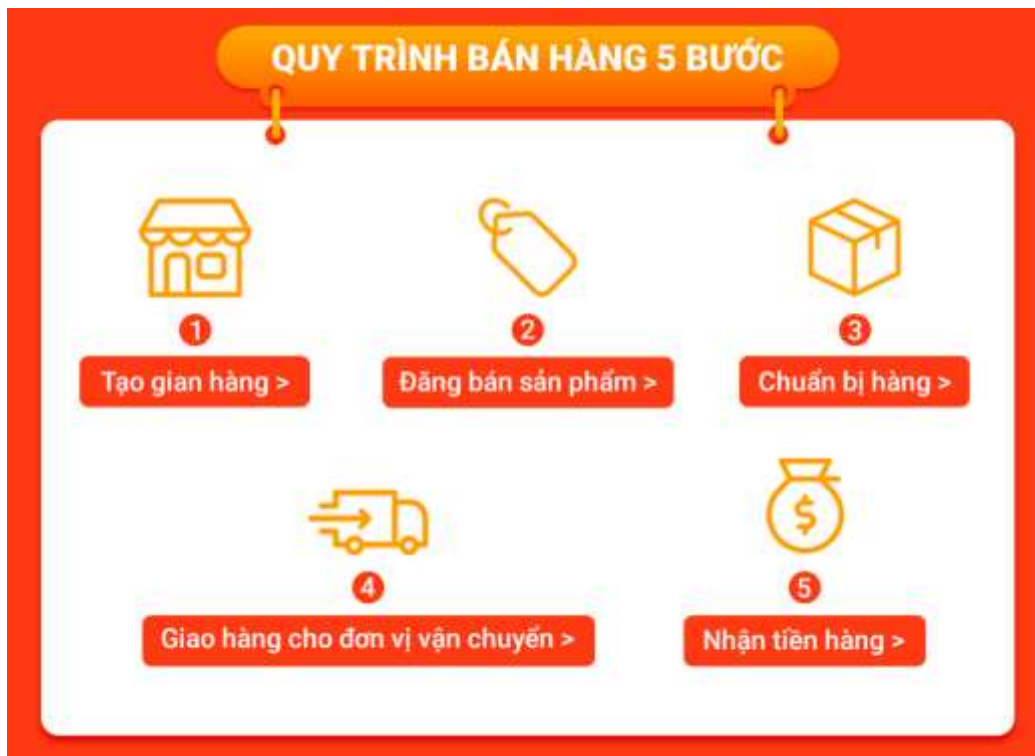 QUY TRÌNH BÁN HÀNG 5 BƯỚC
1
Tạo gian hàng >
2
Đăng bán sản phẩm >
3
Chuẩn bị hàng >
4
Giao hàng cho đơn vị vận chuyển >
5
Nhận tiền hàng >
$